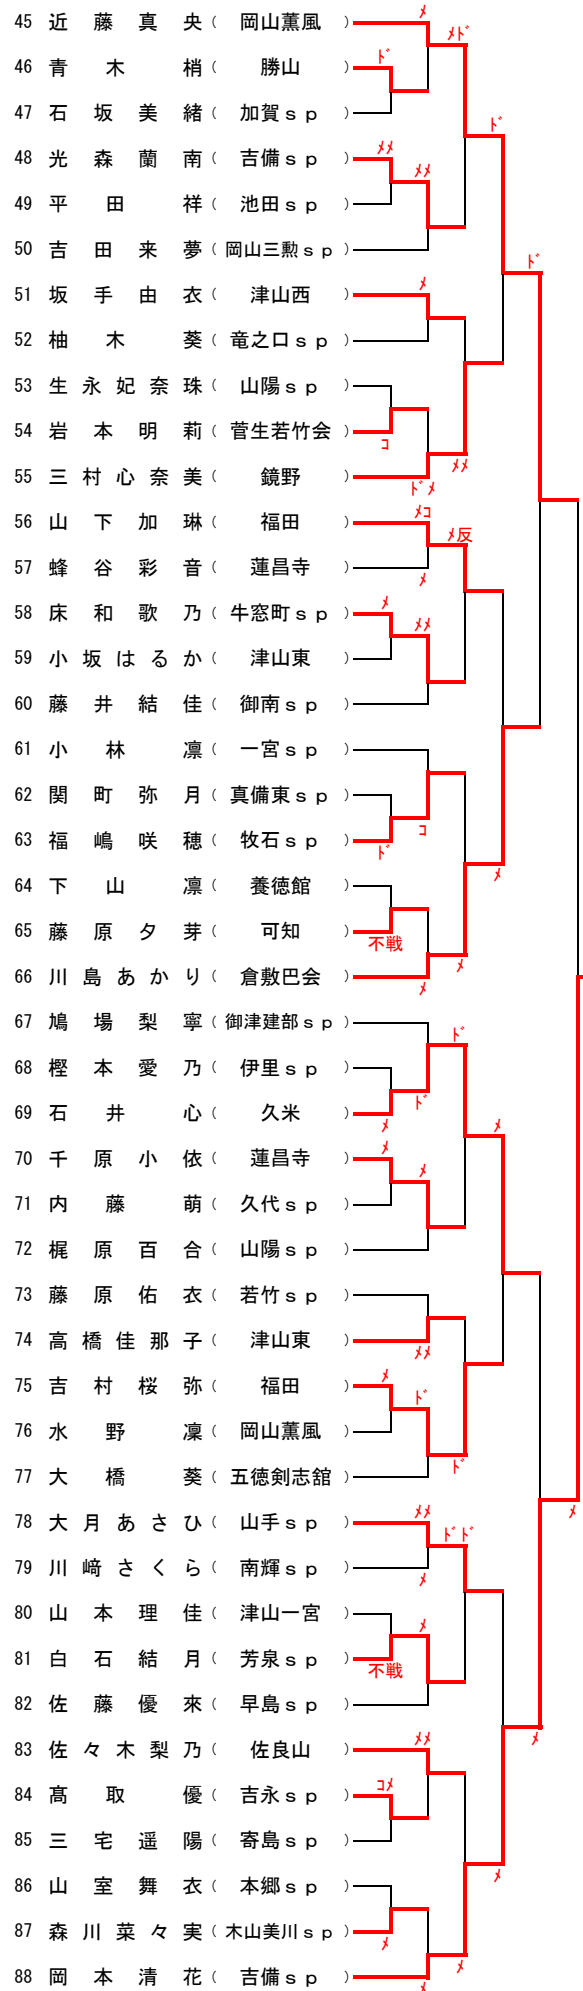 ﾒ
45 近藤真央 ( 岡山薫風 )
ﾒﾄﾞ
ﾄﾞ
46 青木梢 ( 勝山 )
47 石坂美緒 ( 加賀ｓｐ )
ﾄﾞ
ﾒﾒ
48 光森蘭南 ( 吉備ｓｐ )
ﾒﾒ
49 平田祥 ( 池田ｓｐ )
50 吉田来夢 ( 岡山三勲ｓｐ )
ﾄﾞ
ﾒ
51 坂手由衣 ( 津山西 )
52 柚木葵 ( 竜之口ｓｐ )
53 生永妃奈珠 ( 山陽ｓｐ )
54 岩本明莉 ( 菅生若竹会 )
ｺ
ﾒﾒ
55 三村心奈美 ( 鏡野 )
ﾄﾞﾒ
ﾒｺ
56 山下加琳 ( 福田 )
ﾒ反
57 蜂谷彩音 ( 蓮昌寺 )
ﾒ
ﾒ
58 床和歌乃 ( 牛窓町ｓｐ )
ﾒﾒ
59 小坂はるか ( 津山東 )
60 藤井結佳 ( 御南ｓｐ )
61 小林凛 ( 一宮ｓｐ )
62 関町弥月 ( 真備東ｓｐ )
ｺ
63 福嶋咲穂 ( 牧石ｓｐ )
ﾄﾞ
ﾒ
64 下山凛 ( 養徳館 )
65 藤原夕芽 ( 可知 )
不戦
ﾒ
66 川島あかり ( 倉敷巴会 )
ﾒ
67 鳩場梨寧 ( 御津建部ｓｐ )
ﾄﾞ
68 樫本愛乃 ( 伊里ｓｐ )
ﾄﾞ
69 石井心 ( 久米 )
ﾒ
ﾒ
ﾒ
70 千原小依 ( 蓮昌寺 )
ﾒ
71 内藤萌 ( 久代ｓｐ )
72 梶原百合 ( 山陽ｓｐ )
73 藤原佑衣 ( 若竹ｓｐ )
74 高橋佳那子 ( 津山東 )
ﾒﾒ
ﾒ
75 吉村桜弥 ( 福田 )
ﾄﾞ
76 水野凜 ( 岡山薫風 )
ﾄﾞ
77 大橋葵 ( 五徳剣志舘 )
ﾒ
ﾒﾒ
78 大月あさひ ( 山手ｓｐ )
ﾄﾞﾄﾞ
79 川﨑さくら ( 南輝ｓｐ )
ﾒ
80 山本理佳 ( 津山一宮 )
ﾒ
81 白石結月 ( 芳泉ｓｐ )
不戦
82 佐藤優來 ( 早島ｓｐ )
ﾒﾒ
ﾒ
83 佐々木梨乃 ( 佐良山 )
ｺﾒ
84 髙取優 ( 吉永ｓｐ )
85 三宅遥陽 ( 寄島ｓｐ )
ﾒ
86 山室舞衣 ( 本郷ｓｐ )
87 森川菜々実 ( 木山美川ｓｐ )
ﾒ
ﾒ
88 岡本清花 ( 吉備ｓｐ )
ﾒ